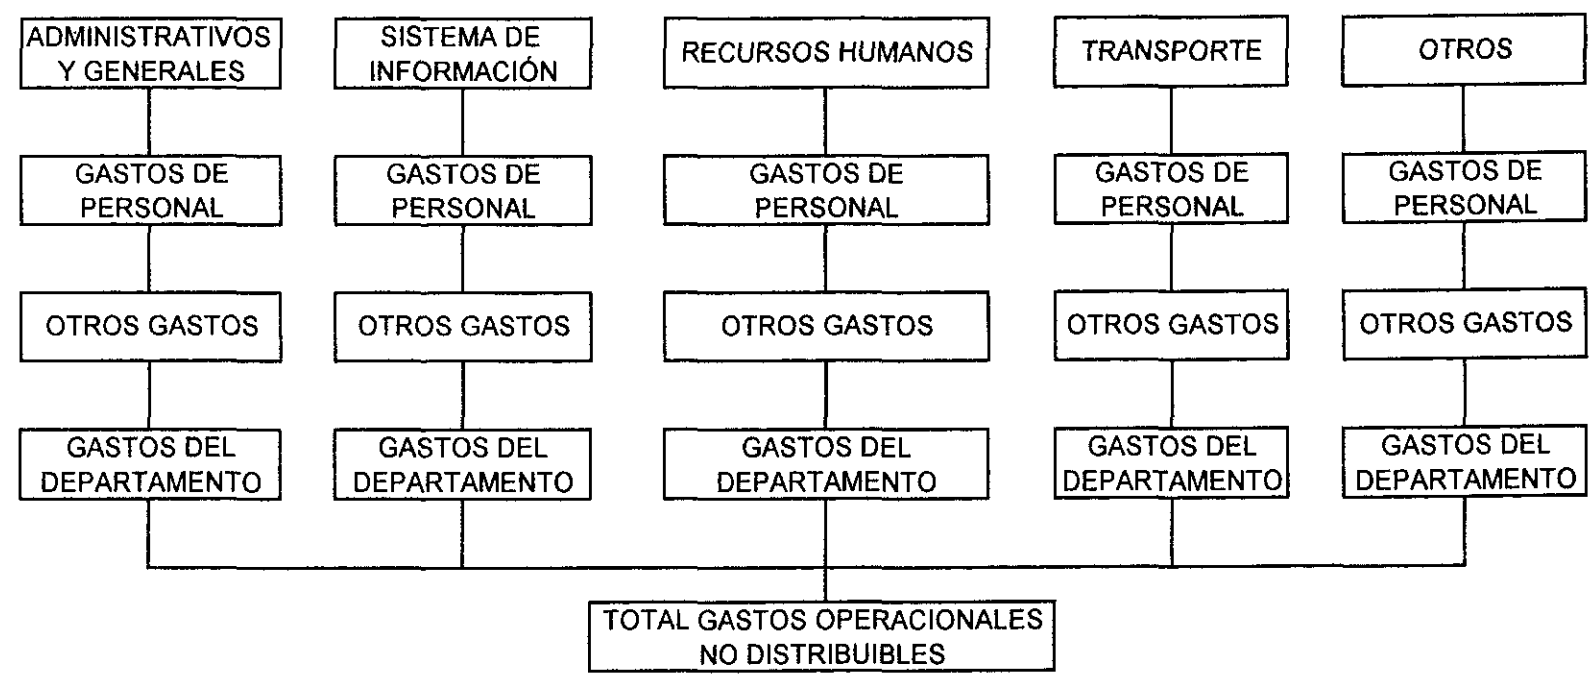 ADMINISTRATIVOS
Y GENERALES
SISTEMA DE
INFORMACIÓN
RECURSOS HUMANOS
TRANSPORTE
OTROS
GASTOS DE
PERSONAL
GASTOS DE
PERSONAL
GASTOS DE
PERSONAL
GASTOS DE
PERSONAL
GASTOS DE
PERSONAL
OTROS GASTOS
OTROS GASTOS
OTROS GASTOS
OTROS GASTOS
OTROS GASTOS
GASTOS DEL
DEPARTAMENTO
GASTOS DEL
DEPARTAMENTO
GASTOS DEL
DEPARTAMENTO
GASTOS DEL
DEPARTAMENTO
GASTOS DEL
DEPARTAMENTO
TOTAL GASTOS OPERACIONALES
NO DISTRIBUIBLES